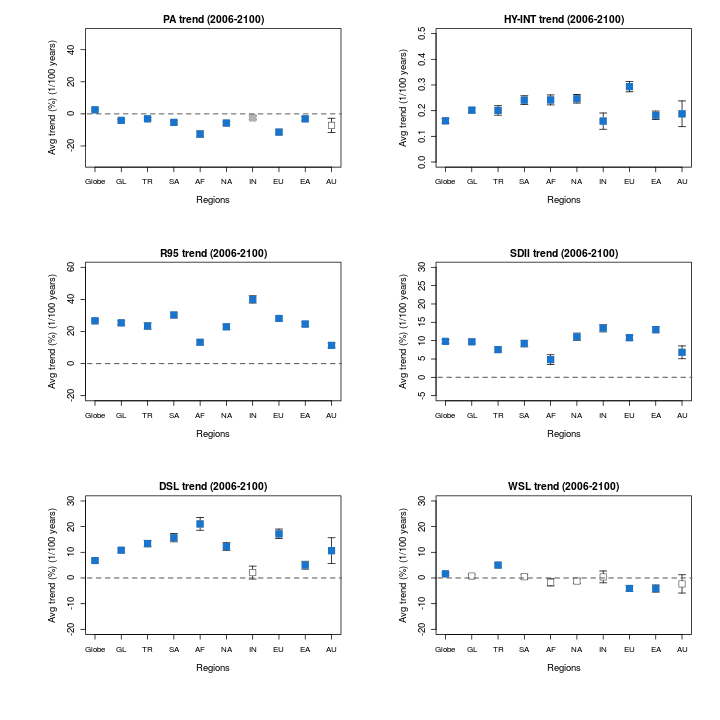 PA trend (2006-2100)
Avg trend (%) (1/100 years)
40
20
0
-20
Globe GL TR SA AF NA IN EU EA AU
Regions
HY-INT trend (2006-2100)
Avg trend (1/100 years)
0.5
0.4
0.3
0.2
0.1
0.0
Globe GL TR SA AF NA IN EU EA AU
Regions
R95 trend (2006-2100)
Avg trend (%) (1/100 years)
60
40
20
0
-20
Globe GL TR SA AF NA IN EU EA AU
Regions
SDII trend (2006-2100)
Avg trend (%) (1/100 years)
30
25
20
15
10
5
0
-5
Globe GL TR SA AF NA IN EU EA AU
Regions
DSL trend (2006-2100)
Avg trend (%) (1/100 years)
30
20
10
0
-10
-20
Globe GL TR SA AF NA IN EU EA AU
Regions
WSL trend (2006-2100)
Avg trend (%) (1/100 years)
30
20
10
0
-10
-20
Globe GL TR SA AF NA IN EU EA AU
Regions